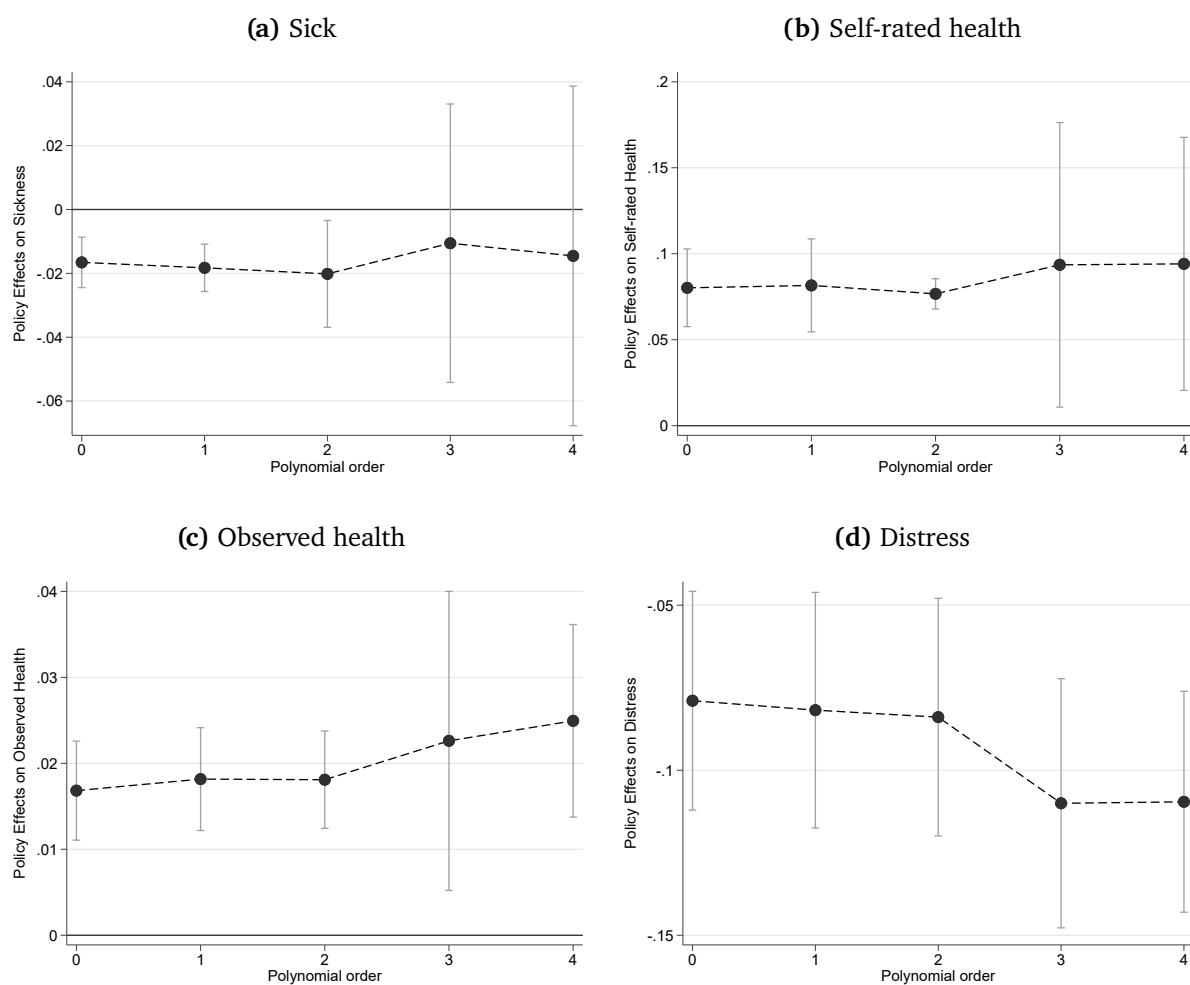 (a) Sick
Policy Effects on Sickness
.04
.02
0
-.02
-.04
-.06
0 1 2 3 4
Polynomial order
(b) Self-rated health
Policy Effects on Self-rated Health
.2
.15
.1
.05
0
0 1 2 3 4
Polynomial order
(c) Observed health
Policy Effects on Observed Health
.04
.03
.02
.01
0
0 1 2 3 4
Polynomial order
(d) Distress
Policy Effects on Distress
-.05
-.1
-.15
0 1 2 3 4
Polynomial order